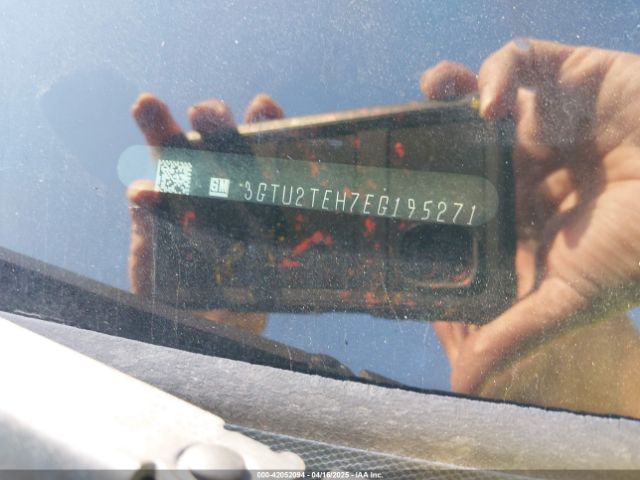 GM 3GTU2TEH7EG195271
000-42052094 - 04/16/2025 - IAA Inc.